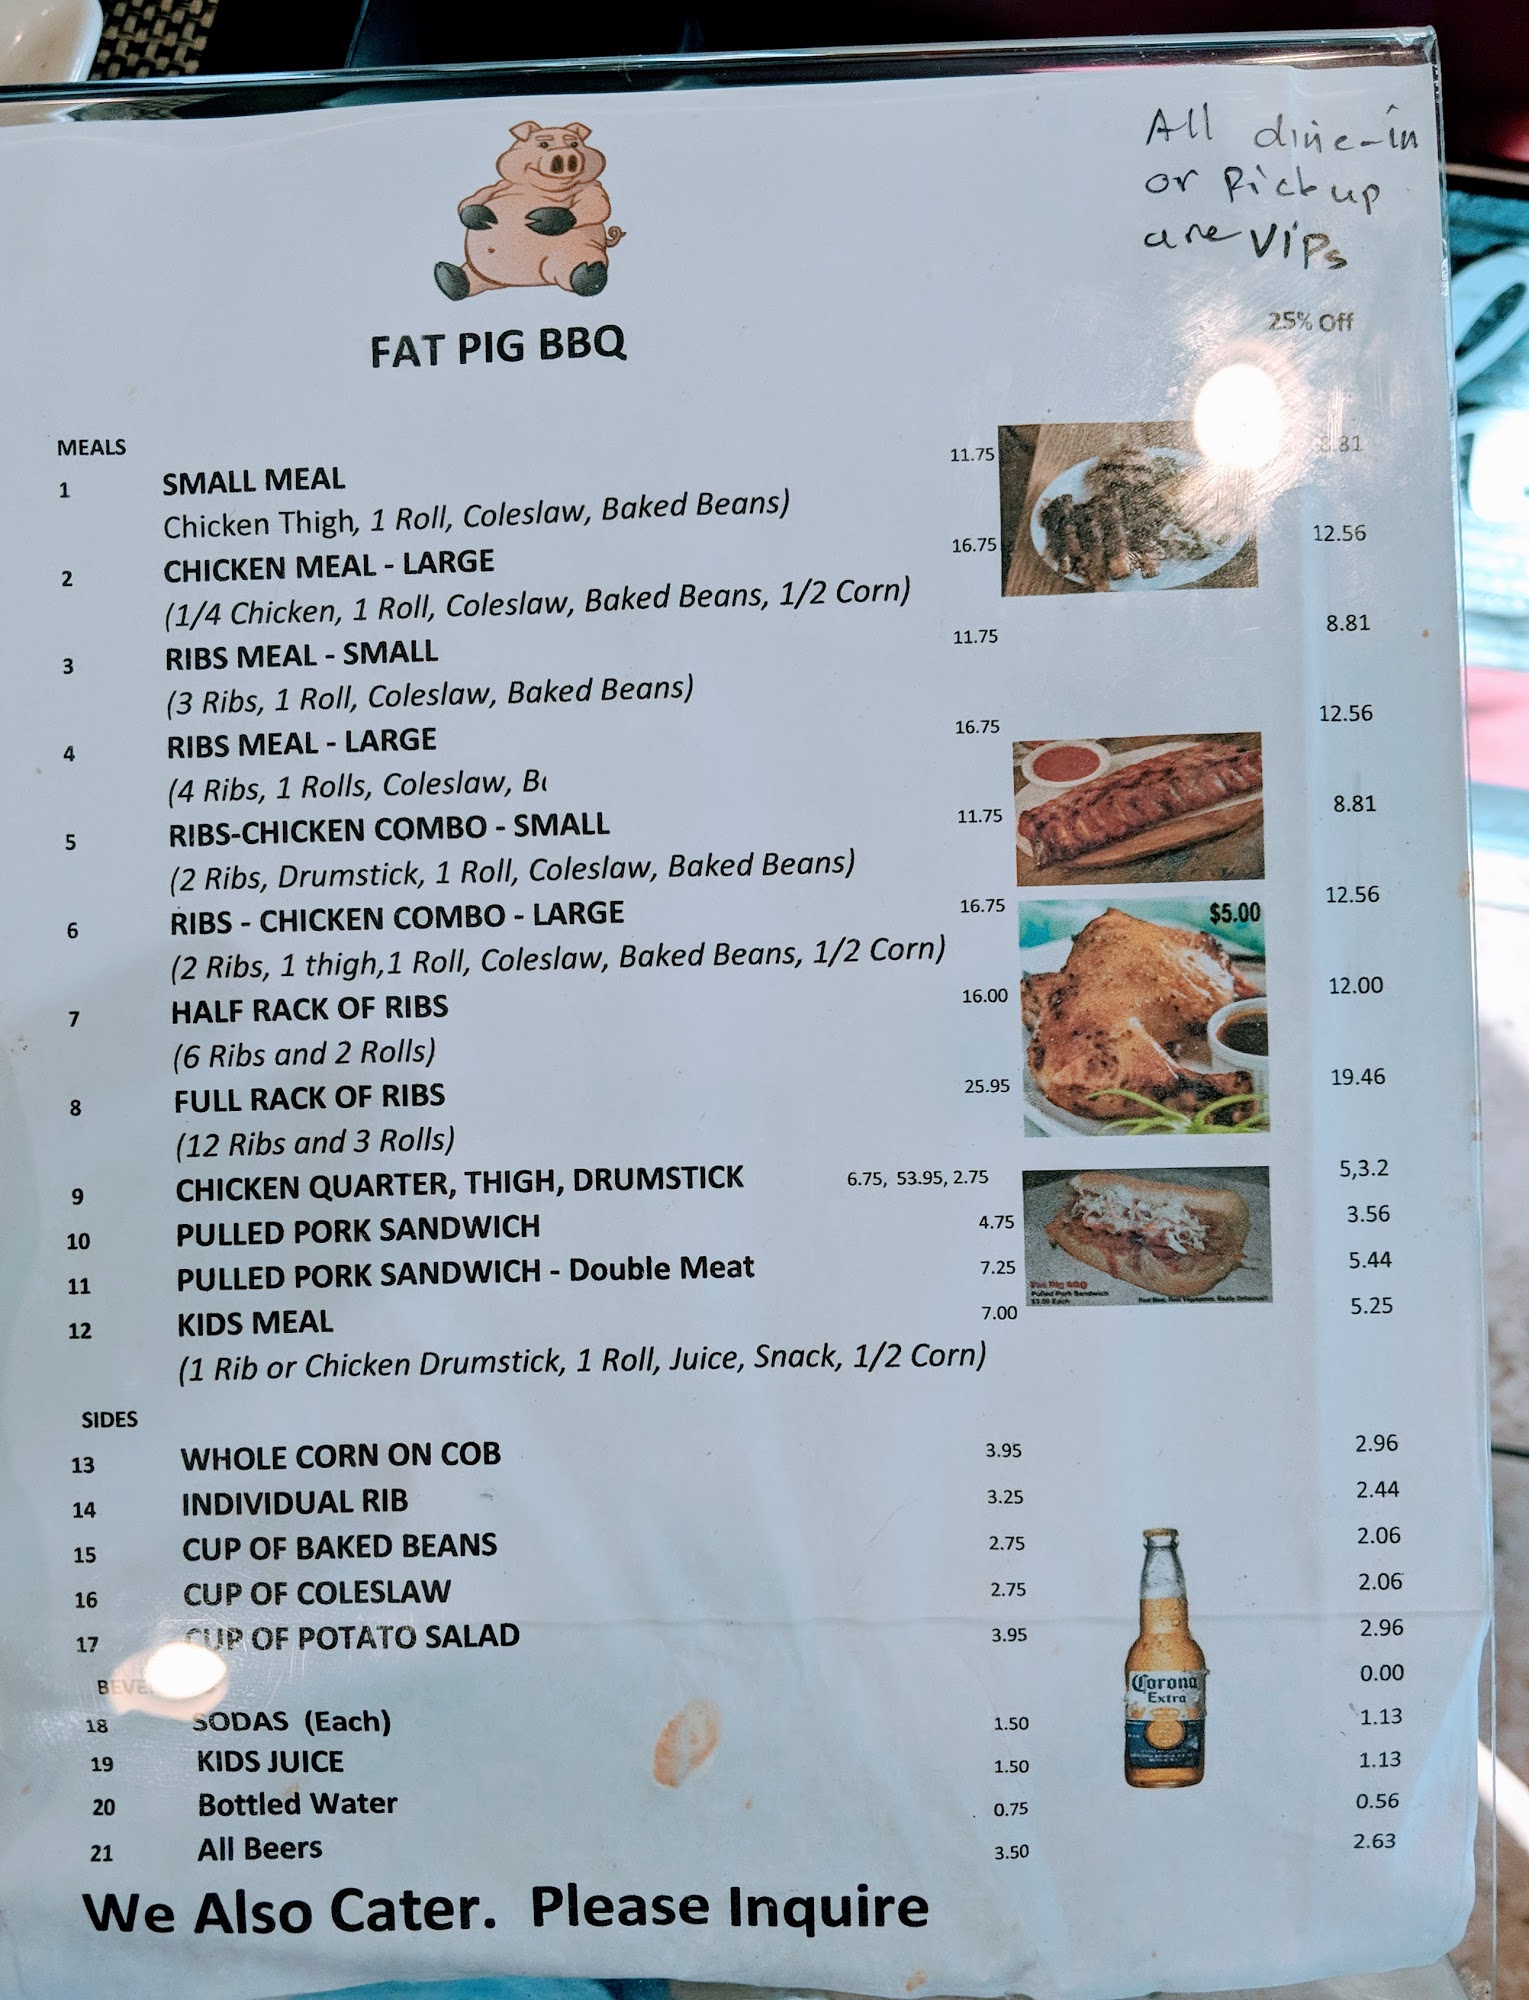 All dine-in
or Pick up
are VIPs
FAT PIG BBQ
25% Off
MEALS
1 SMALL MEAL 11.75 8.81
Chicken Thigh, 1 Roll, Coleslaw, Baked Beans)
2 CHICKEN MEAL - LARGE 16.75 12.56
(1/4 Chicken, 1 Roll, Coleslaw, Baked Beans, 1/2 Corn)
3 RIBS MEAL - SMALL 11.75 8.81
(3 Ribs, 1 Roll, Coleslaw, Baked Beans)
4 RIBS MEAL - LARGE 16.75 12.56
(4 Ribs, 1 Rolls, Coleslaw,
5 RIBS-CHICKEN COMBO - SMALL 11.75 8.81
(2 Ribs, Drumstick, 1 Roll, Coleslaw, Baked Beans)
6 RIBS - CHICKEN COMBO - LARGE 16.75 $5.00 12.56
(2 Ribs, 1 thigh,1 Roll, Coleslaw, Baked Beans, 1/2 Corn)
7 HALF RACK OF RIBS 16.00 12.00
(6 Ribs and 2 Rolls)
8 FULL RACK OF RIBS 25.95 19.46
(12 Ribs and 3 Rolls)
9 CHICKEN QUARTER, THIGH, DRUMSTICK 6.75, 53.95, 2.75 5,3.2
10 PULLED PORK SANDWICH 4.75 3.56
11 PULLED PORK SANDWICH - Double Meat 7.25 5.44
Fat Pig BBQ
Pulled Pork Sandwich
12 KIDS MEAL 7.00 5.25
(1 Rib or Chicken Drumstick, 1 Roll, Juice, Snack, 1/2 Corn)
SIDES
13 WHOLE CORN ON COB 3.95 2.96
14 INDIVIDUAL RIB 3.25 2.44
15 CUP OF BAKED BEANS 2.75 2.06
16 CUP OF COLESLAW 2.75 2.06
17 CUP OF POTATO SALAD 3.95 2.96
0.00
18 SODAS (Each) 1.50 1.13
19 KIDS JUICE 1.50 1.13
20 Bottled Water 0.75 0.56
21 All Beers 3.50 2.63
Corona
Extra
We Also Cater. Please Inquire